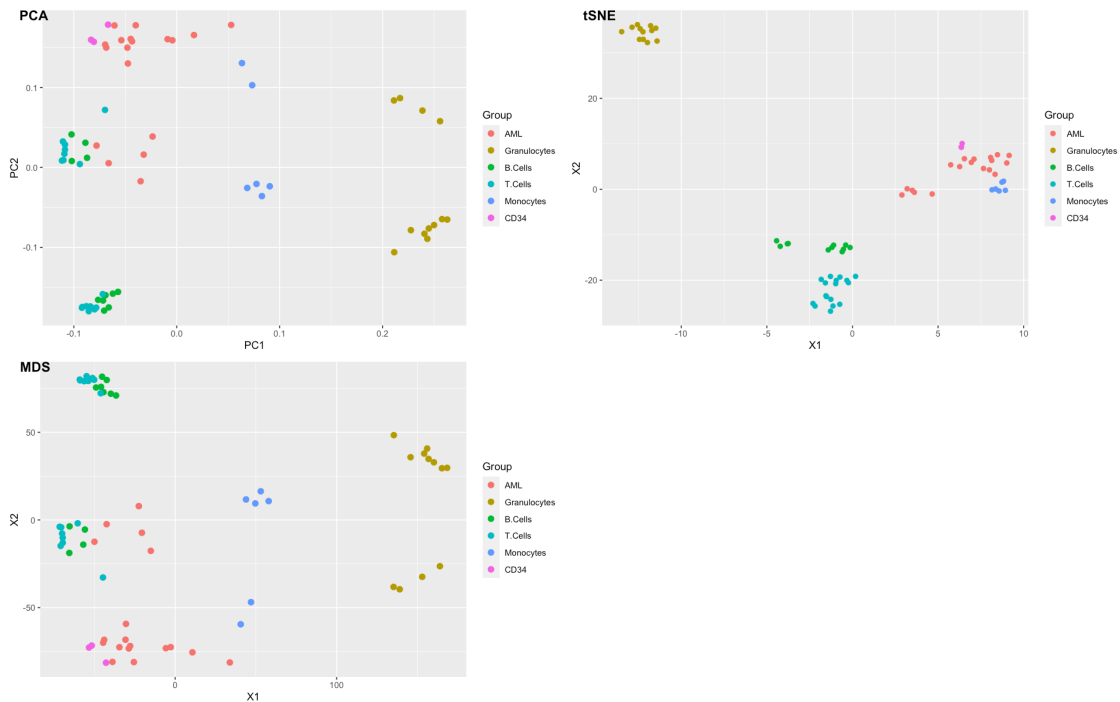 PCA
0.1
0.0
-0.1
PC2
-0.1
0.0
0.1
0.2
PC1
Group
AML
Granulocytes
B.Cells
T.Cells
Monocytes
CD34
tSNE
20
0
-20
X2
-10
-5
0
5
10
X1
Group
AML
Granulocytes
B.Cells
T.Cells
Monocytes
CD34
MDS
50
0
-50
X2
0
100
X1
Group
AML
Granulocytes
B.Cells
T.Cells
Monocytes
CD34